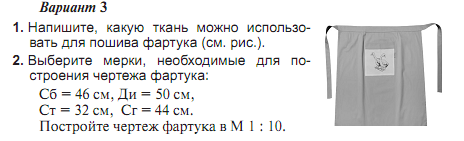 Вариант 3
1. Напишите, какую ткань можно использо-
вать для пошива фартука (см. рис.).
2. Выберите мерки, необходимые для по-
строения чертежа фартука:
Сб = 46 см, Ди = 50 см,
Ст = 32 см, Сг = 44 см.
Постройте чертеж фартука в М 1 : 10.